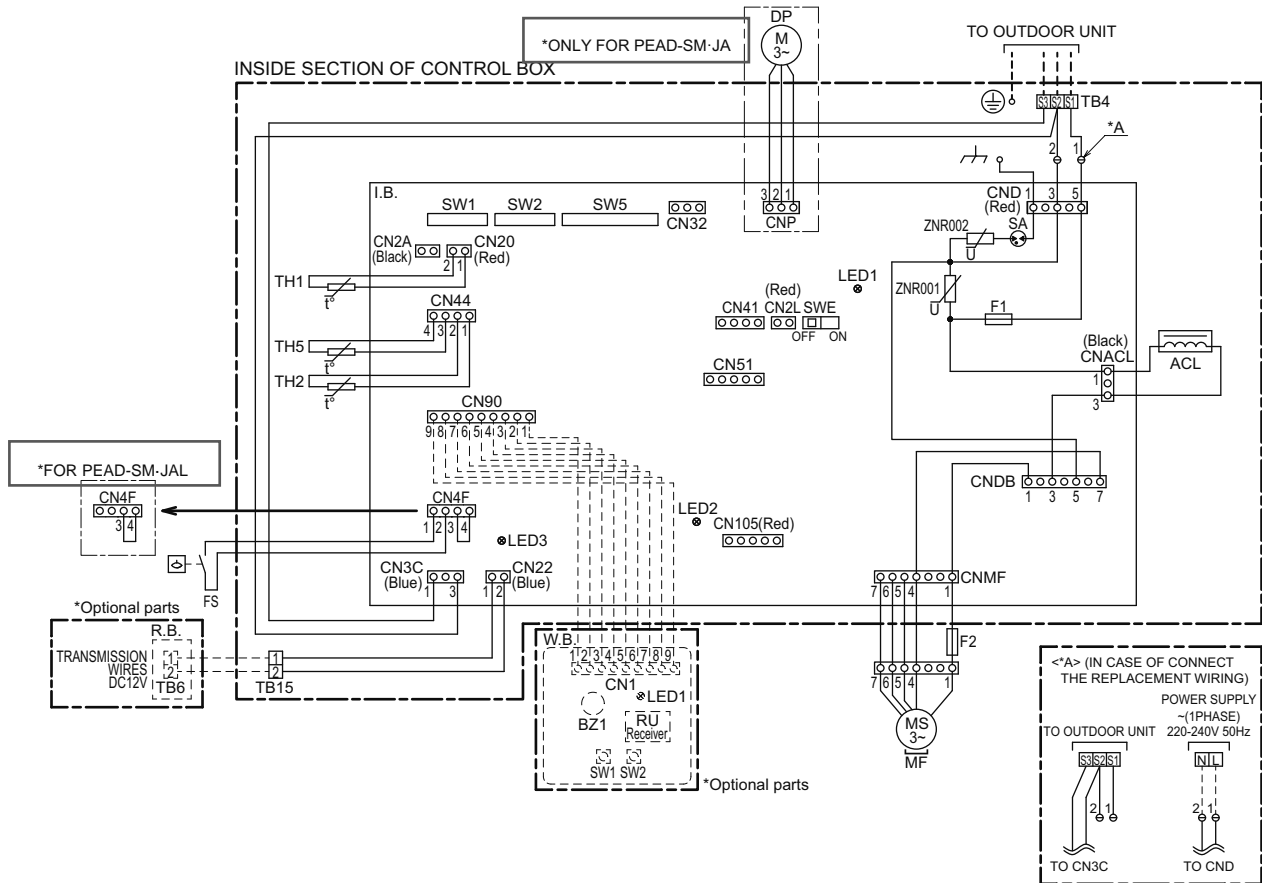 DP
M
3~
*ONLY FOR PEAD-SM·JA
TO OUTDOOR UNIT
INSIDE SECTION OF CONTROL BOX
S3 S2 S1
TB4
*A
2 1
I.B.
SW1 SW2 SW5
CN32
3 2 1
CNP
CND
(Red)
1 3 5
SA
ZNR002
U
CN2A
(Black)
CN20
(Red)
2 1
TH1
t°
LED1
ZNR001
U
F1
CN44
4 3 2 1
(Red)
CN41 CN2L SWE
OFF ON
TH5
t°
TH2
t°
(Black)
CNACL
1
3
ACL
CN51
CN90
9 8 7 6 5 4 3 2 1
*FOR PEAD-SM·JAL
CN4F
3 4
CN4F
1 2 3 4
CNDB
1 3 5 7
LED2
CN105(Red)
LED3
FS
CN3C
(Blue)
1 3
CN22
(Blue)
1 2
CNMF
7 6 5 4 1
*Optional parts
R.B.
TRANSMISSION
WIRES
DC12V
1
2
TB6
1
2
TB15
W.B.
1 2 3 4 5 6 7 8 9
CN1
LED1
BZ1
RU
Receiver
SW1 SW2
*Optional parts
F2
7 6 5 4 1
MS
3~
MF
<*A> (IN CASE OF CONNECT
THE REPLACEMENT WIRING)
POWER SUPPLY
~(1PHASE)
220-240V 50Hz
TO OUTDOOR UNIT
S3 S2 S1
N L
2 1
2 1
TO CN3C
TO CND